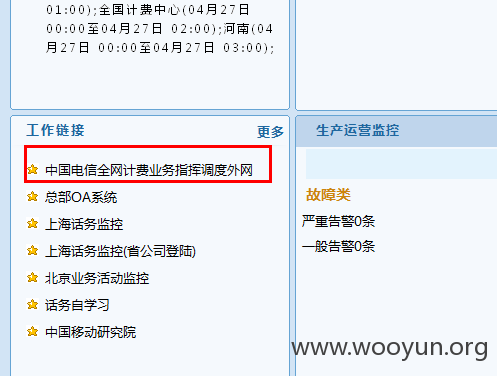 01:00);全国计费中心(04月27日
00:00至04月27日 02:00);河南(04
月27日 00:00至04月27日 03:00);
工作链接
更多
中国电信全网计费业务指挥调度外网
总部OA系统
上海话务监控
上海话务监控(省公司登陆)
北京业务活动监控
话务自学习
中国移动研究院
生产运营监控
故障类
严重告警0条
一般告警0条
www.wooyun.org